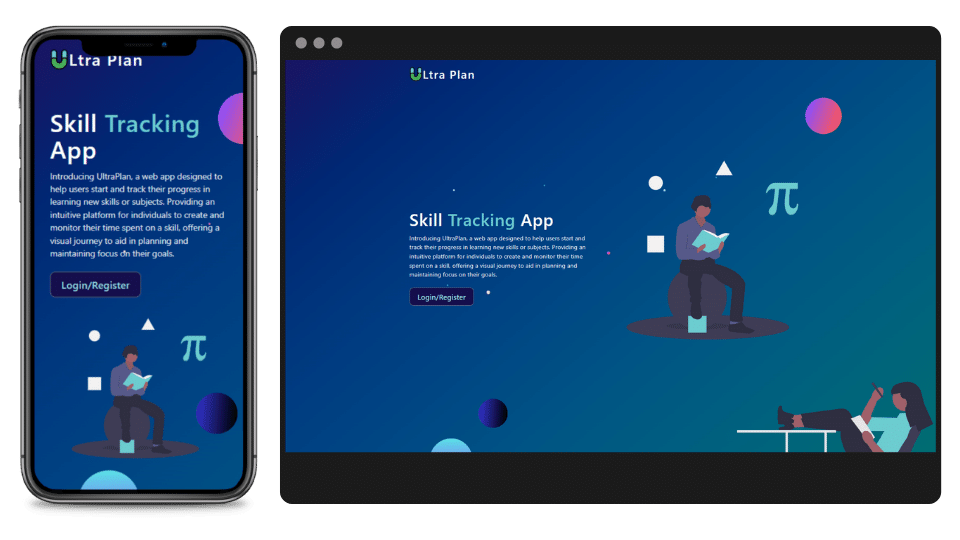 ULtra Plan
Skill Tracking
App
Introducing UltraPlan, a web app designed to
help users start and track their progress in
learning new skills or subjects. Providing an
intuitive platform for individuals to create and
monitor their time spent on a skill, offering a
visual journey to aid in planning and
maintaining focus on their goals.
Login/Register
π
ULtra Plan
Skill Tracking App
Introducing UltraPlan, a web app designed to help users start and
track their progress in learning new skills or subjects. Providing an
intuitive platform for individuals to create and monitor their time
spent on a skill, offering a visual journey to aid in planning and
maintaining focus on their goals.
Login/Register
π